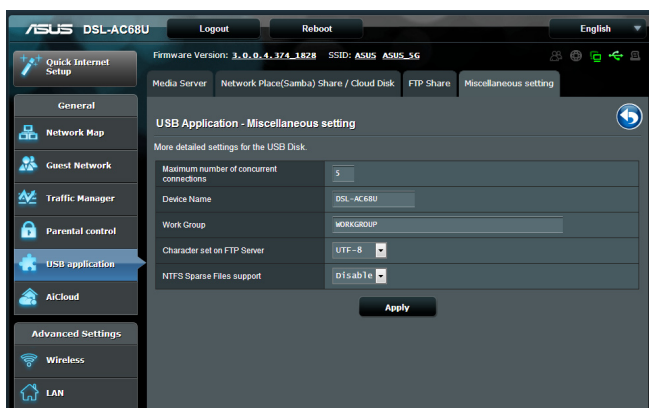 ASUS DSL-AC68U Logout Reboot English
Quick Internet Setup
Firmware Version: 3.0.0.4.374_1828 SSID: ASUS ASUS_5G
Media Server Network Place(Samba) Share / Cloud Disk FTP Share Miscellaneous setting
General
Network Map
Guest Network
Traffic Manager
Parental control
USB application
AiCloud
Advanced Settings
Wireless
LAN
USB Application - Miscellaneous setting
More detailed settings for the USB Disk.
Maximum number of concurrent connections 5
Device Name DSL-AC68U
Work Group WORKGROUP
Character set on FTP Server UTF-8
NTFS Sparse Files support Disable
Apply